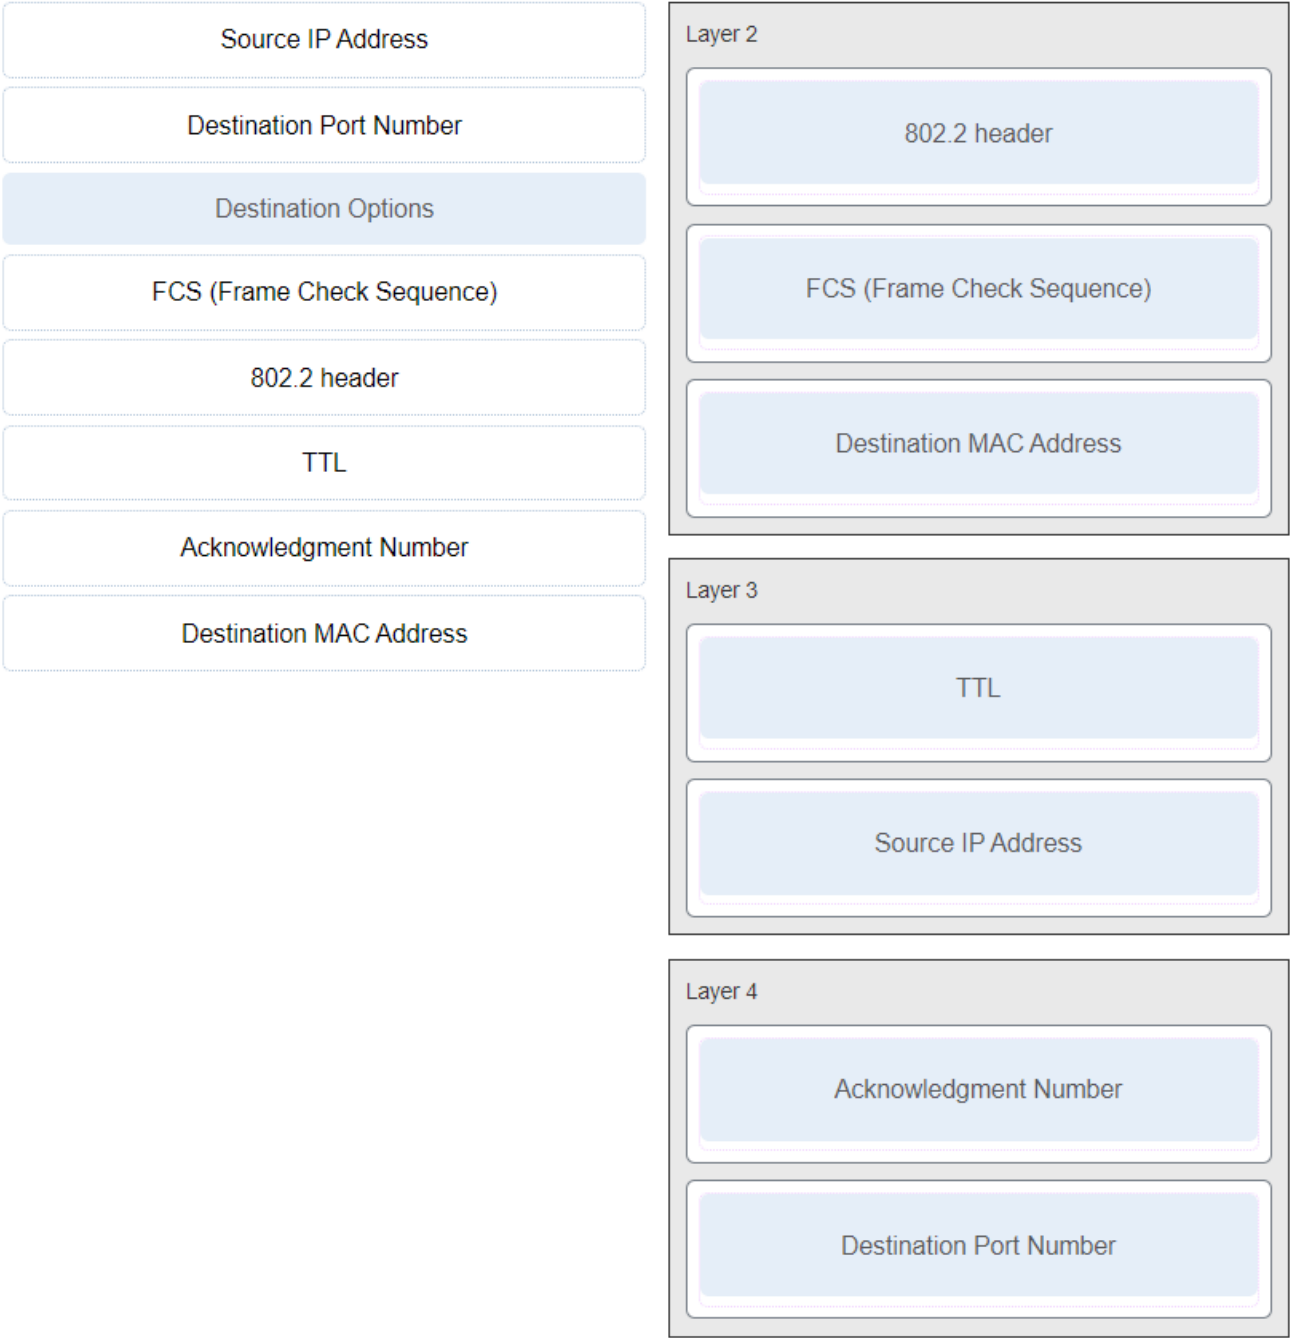 Source IP Address
Destination Port Number
Destination Options
FCS (Frame Check Sequence)
802.2 header
TTL
Acknowledgment Number
Destination MAC Address
Layer 2
802.2 header
FCS (Frame Check Sequence)
Destination MAC Address
Layer 3
TTL
Source IP Address
Layer 4
Acknowledgment Number
Destination Port Number